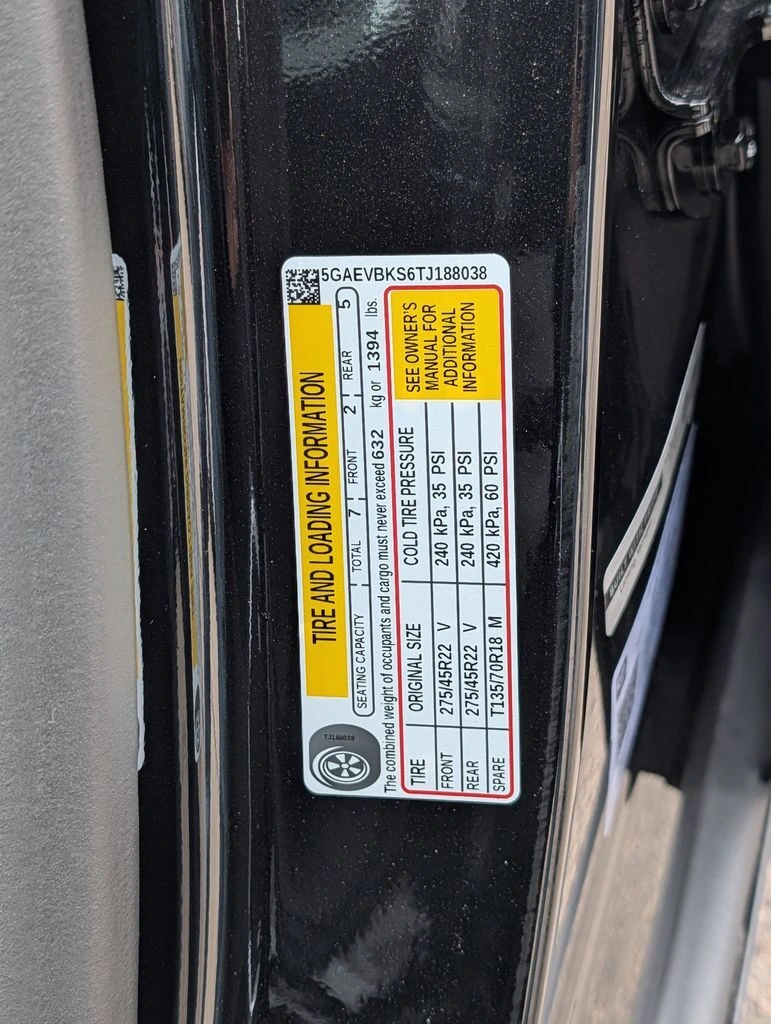 5GAEVBKS6TJ188038
TIRE AND LOADING INFORMATION
SEATING CAPACITY TOTAL 7 FRONT 2 REAR 5
The combined weight of occupants and cargo must never exceed 632 kg or 1394 lbs.
TIRE ORIGINAL SIZE COLD TIRE PRESSURE
FRONT 275/45R22 V 240 kPa, 35 PSI
REAR 275/45R22 V 240 kPa, 35 PSI
SPARE T135/70R18 M 420 kPa, 60 PSI
SEE OWNER'S
MANUAL FOR
ADDITIONAL
INFORMATION
TJ188038